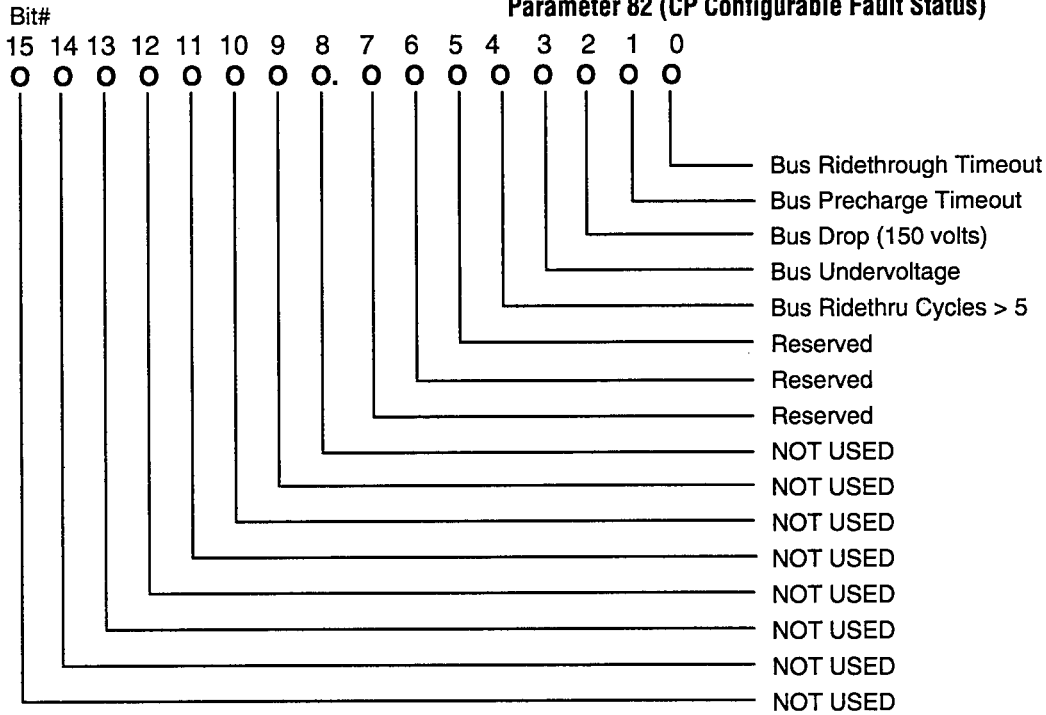 Parameter 82 (CP Configurable Fault Status)
Bit#
15 14 13 12 11 10 9 8 7 6 5 4 3 2 1 0
O O O O O O O O. O O O O O O O O
Bus Ridethrough Timeout
Bus Precharge Timeout
Bus Drop (150 volts)
Bus Undervoltage
Bus Ridethru Cycles > 5
Reserved
Reserved
Reserved
NOT USED
NOT USED
NOT USED
NOT USED
NOT USED
NOT USED
NOT USED
NOT USED